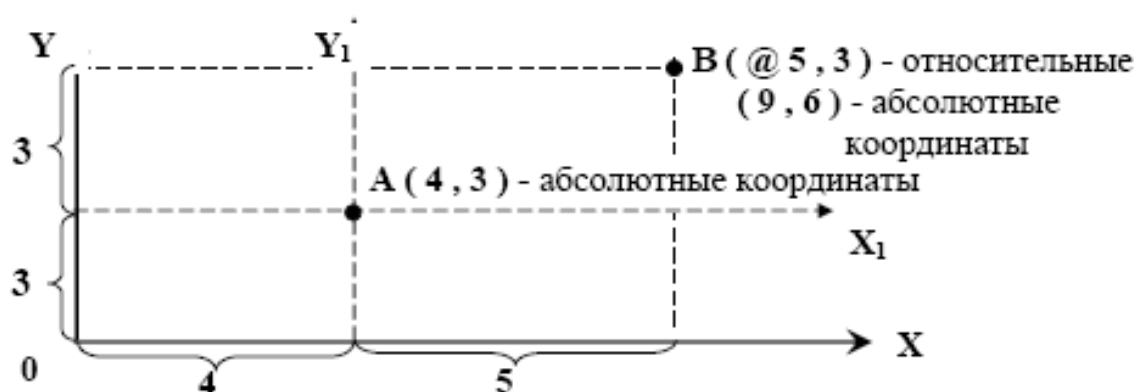 Y Y₁ B ( @ 5 , 3 ) - относительные
( 9 , 6 ) - абсолютные
координаты
3
A ( 4 , 3 ) - абсолютные координаты
X₁
3
X
0 4 5